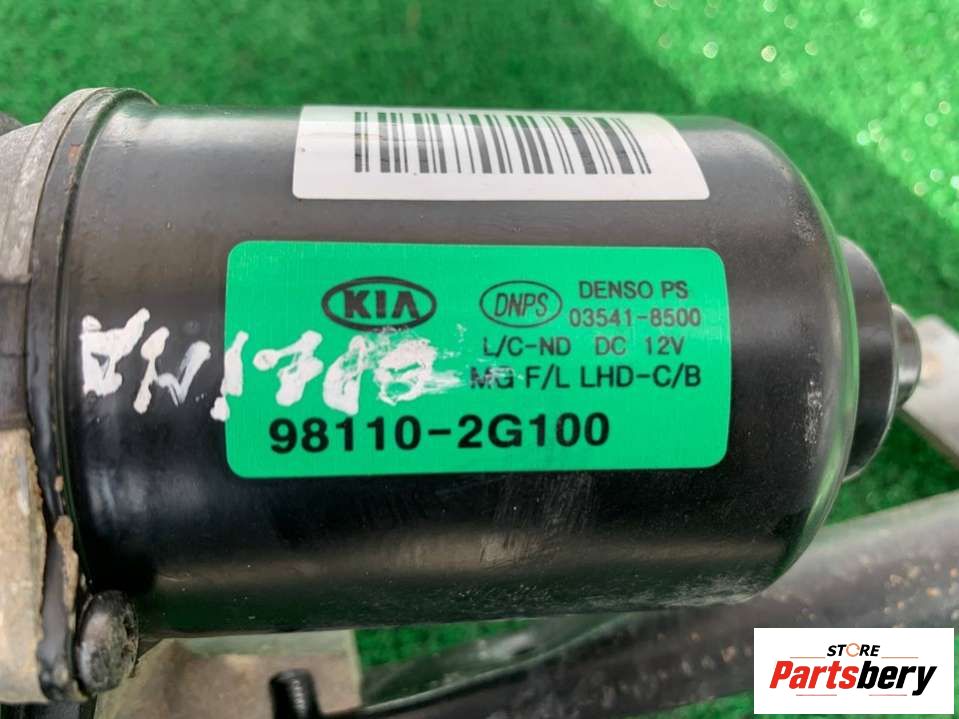 KIA DNPS DENSO PS
03541-8500
L/C-ND DC 12V
MG F/L LHD-C/B
98110-2G100
STORE
Partsbery